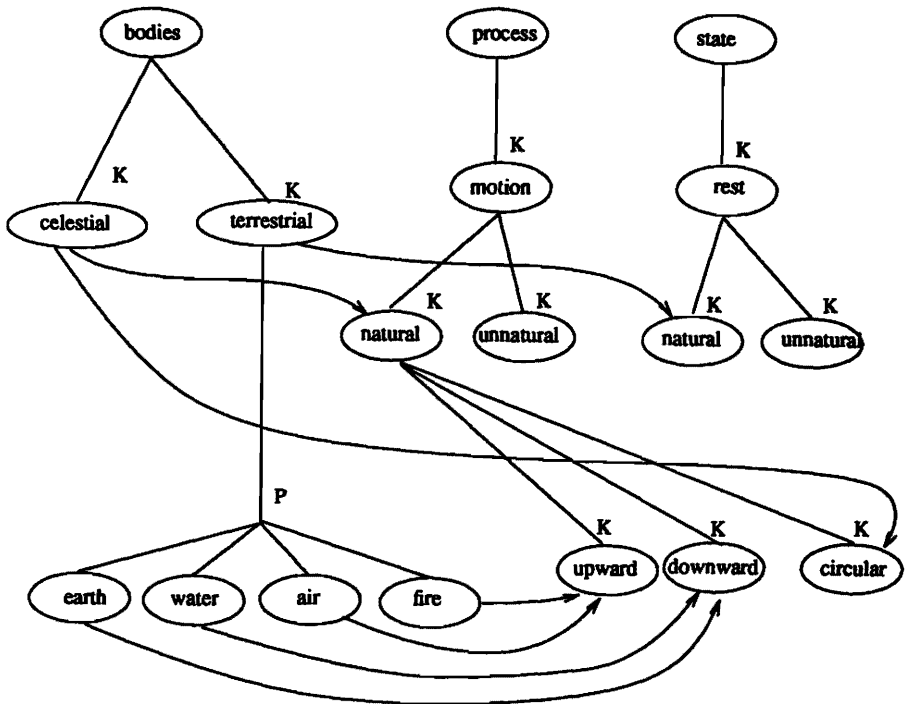 bodies
process
state
K
K
K
K
celestial
terrestrial
motion
rest
K
K
K
K
natural
unnatural
natural
unnatural
P
K
K
K
earth
water
air
fire
upward
downward
circular